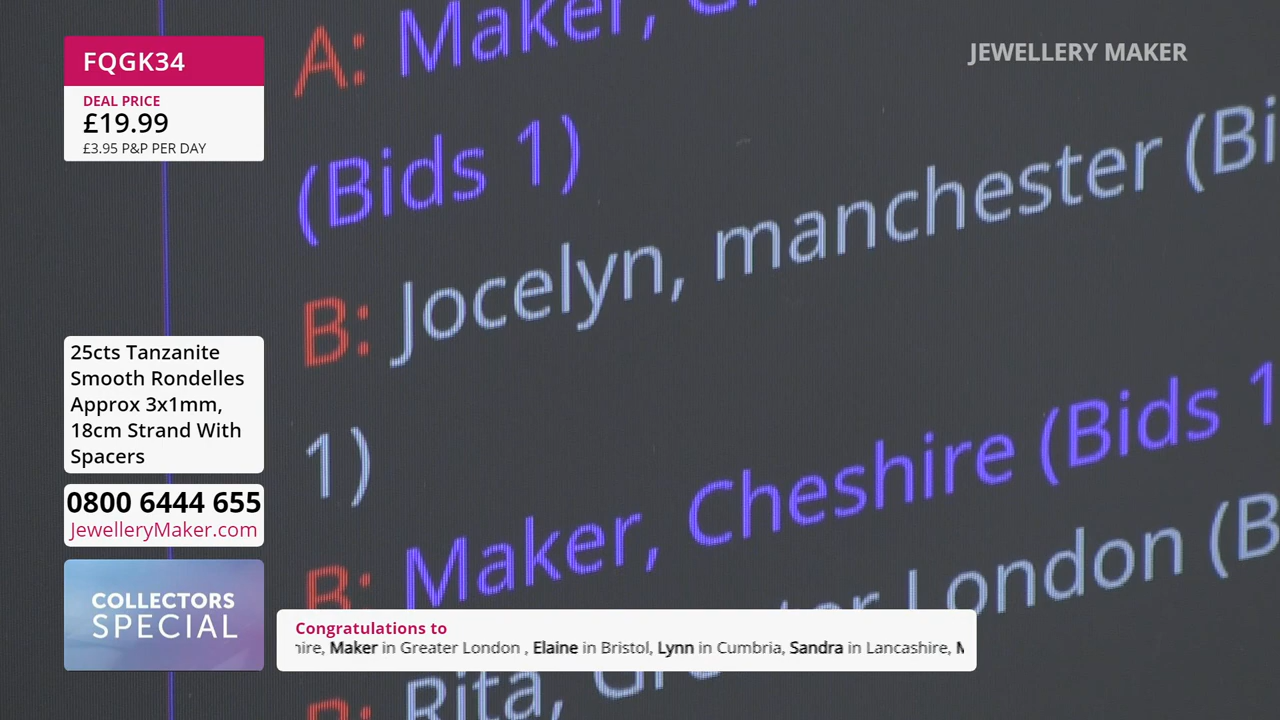 FQGK34
DEAL PRICE
£19.99
£3.95 P&P PER DAY
JEWELLERY MAKER
A: Maker,
(Bids 1)
B: Jocelyn, manchester
1)
B: Maker, Cheshire (Bids 1
London
Rita,
25cts Tanzanite
Smooth Rondelles
Approx 3x1mm,
18cm Strand With
Spacers
0800 6444 655
JewelleryMaker.com
COLLECTORS
SPECIAL
Congratulations to
Maker in Greater London , Elaine in Bristol, Lynn in Cumbria, Sandra in Lancashire,